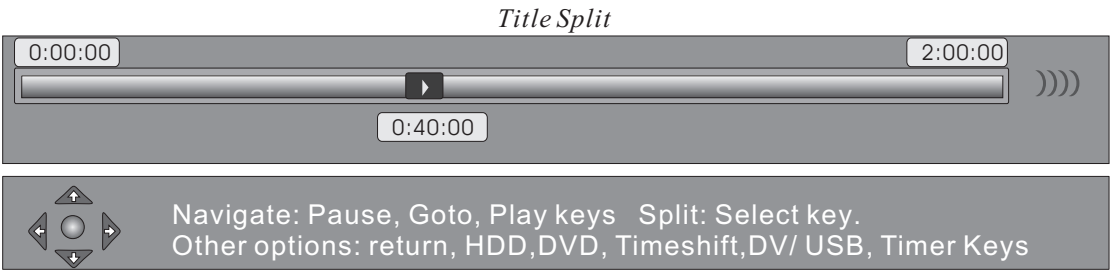 Title Split
0:00:00 2:00:00
0:40:00
Navigate: Pause, Goto, Play keys Split: Select key.
Other options: return, HDD,DVD, Timeshift,DV/ USB, Timer Keys